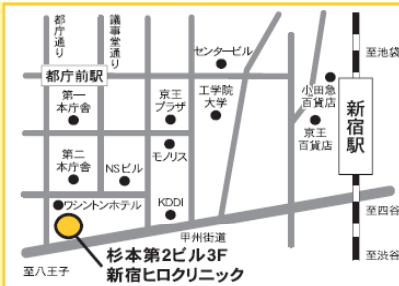 都庁通り
議事堂通り
センタービル
至池袋
都庁前駅
小田急
百貨店
第一
本庁舎
京王
プラザ
工学院
大学
新宿駅
京王
百貨店
第二
本庁舎
NSビル
モノリス
ワシントンホテル
KDDI
至四谷
甲州街道
杉本第2ビル3F
新宿ヒロクリニック
至八王子
至渋谷